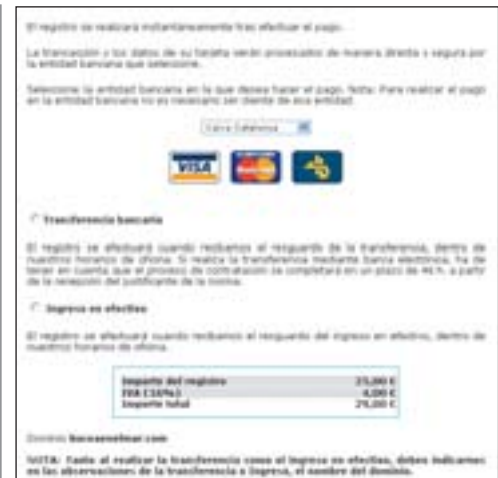 El registro se realizará instantáneamente tras efectuar el pago.
La transacción y los datos de su tarjeta serán procesados de manera directa y segura por
la entidad bancaria que seleccione.
Seleccione la entidad bancaria en la que desea hacer el pago. Nota: Para realizar el pago
en la entidad bancaria no es necesario ser cliente de esa entidad.
Caixa Catalunya
VISA MasterCard
Transferencia bancaria
El registro se efectuará cuando recibamos el resguardo de la transferencia, dentro de
nuestros horarios de oficina. Si realiza la transferencia mediante banca electrónica, ha de
tener en cuenta que el proceso de contratación se completará en un plazo de 48 h. a partir
de la recepción del justificante de la misma.
Ingreso en efectivo
El registro se efectuará cuando recibamos el resguardo del ingreso en efectivo, dentro de
nuestros horarios de oficina.
Importe del registro 25,00 €
IVA (16%) 4,00 €
Importe total 29,00 €
Dominio
NOTA: Tanto al realizar la transferencia como el ingreso en efectivo, deben indicarnos
en las observaciones de la transferencia o ingreso, el nombre del dominio.